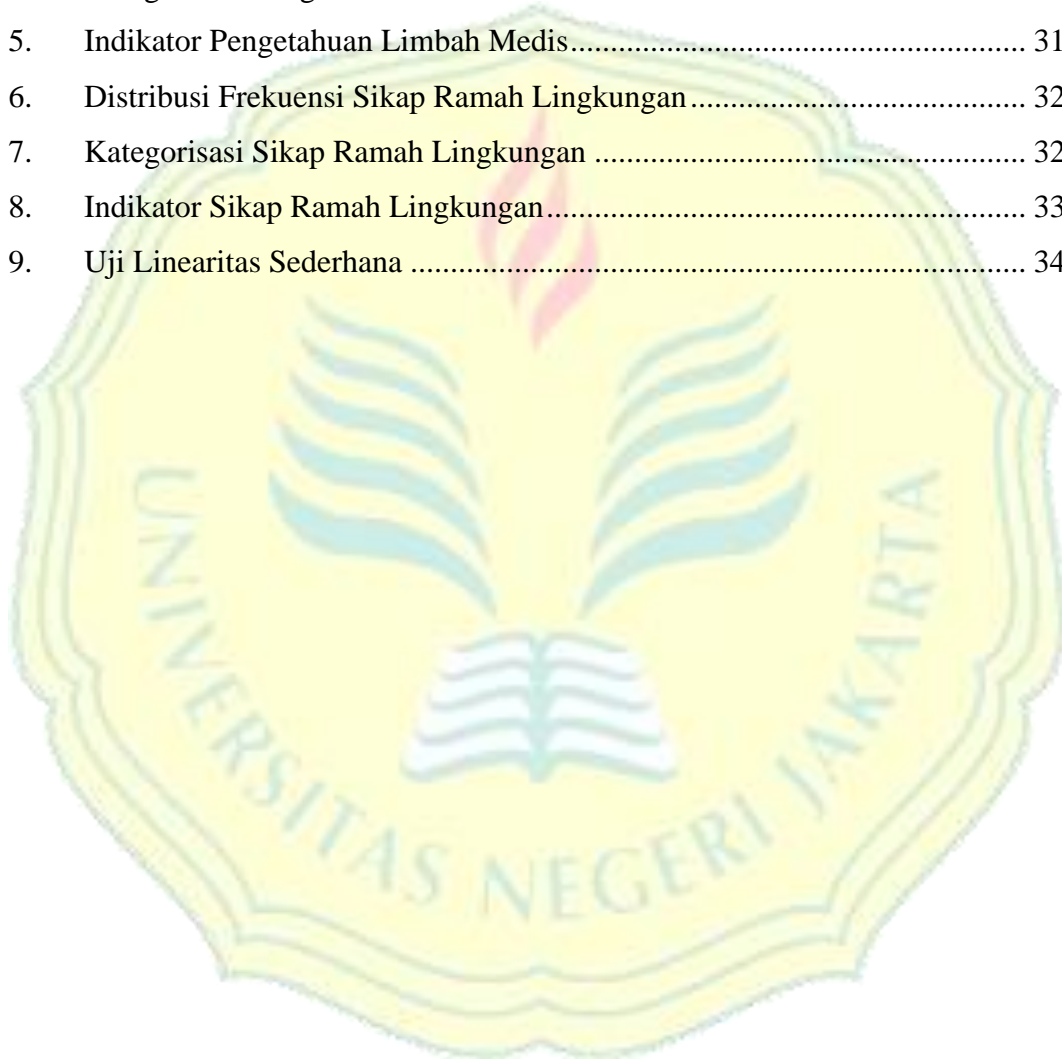 5. Indikator Pengetahuan Limbah Medis ........................................................ 31
6. Distribusi Frekuensi Sikap Ramah Lingkungan ......................................... 32
7. Kategorisasi Sikap Ramah Lingkungan ..................................................... 32
8. Indikator Sikap Ramah Lingkungan ........................................................... 33
9. Uji Linearitas Sederhana ............................................................................ 34
UNIVERSITAS NEGERI JAKARTA